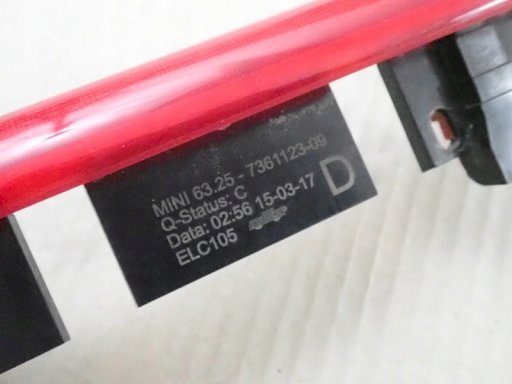 MINI 63.25 - 7361123-09
Q-Status: C
Data: 02:56 15-03-17
ELC105
D